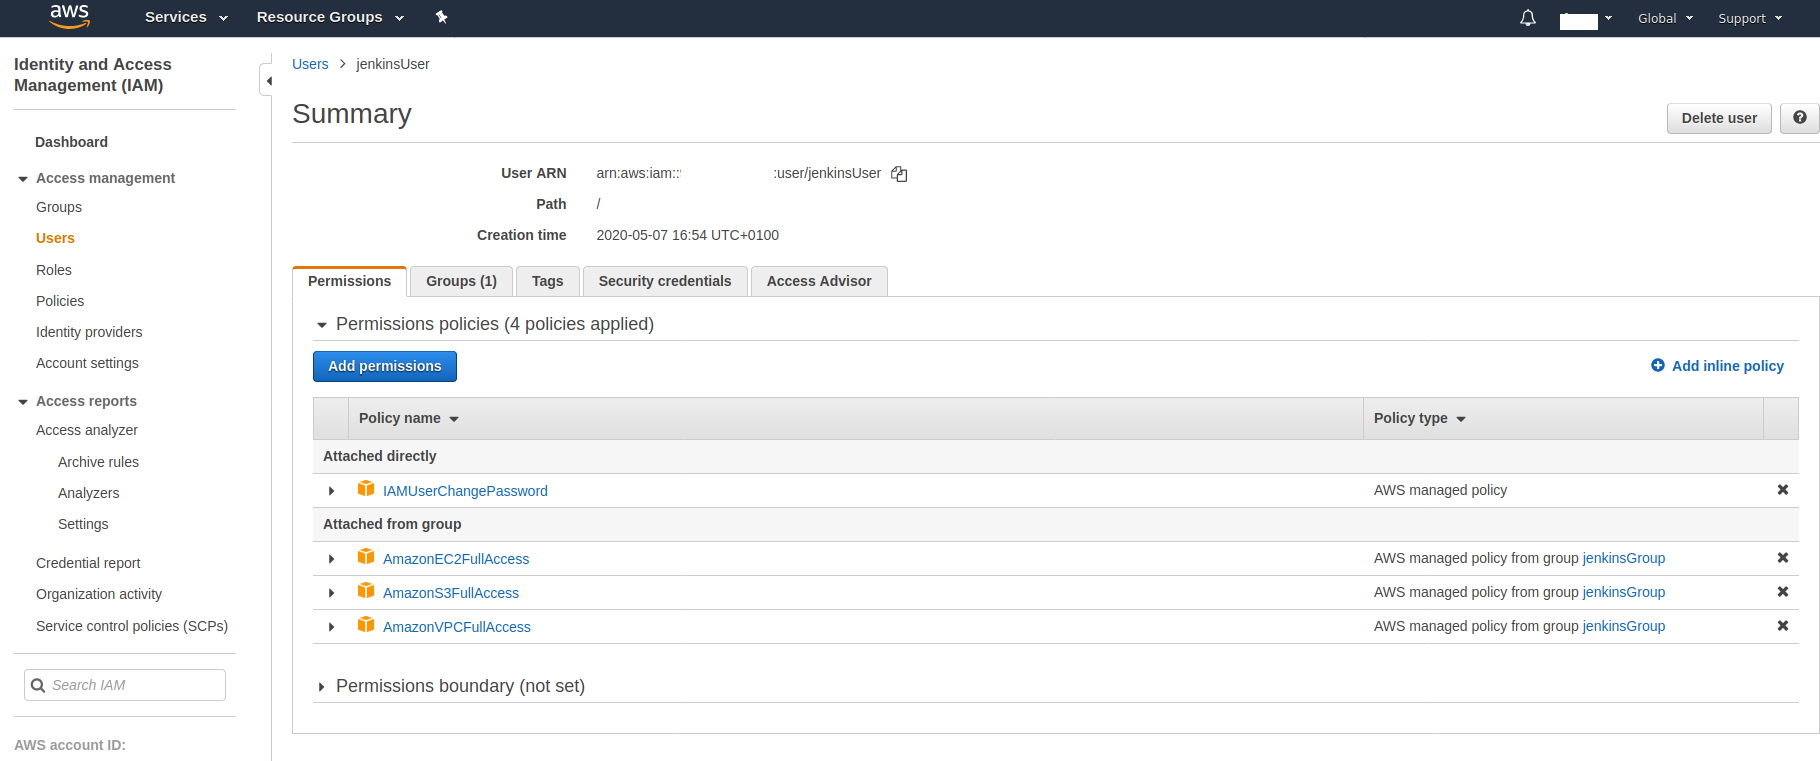 aws Services Resource Groups Global Support
Identity and Access
Management (IAM)
Dashboard
Access management
Groups
Users
Roles
Policies
Identity providers
Account settings
Access reports
Access analyzer
Archive rules
Analyzers
Settings
Credential report
Organization activity
Service control policies (SCPs)
Search IAM
AWS account ID:
Users > jenkinsUser
Summary
Delete user
User ARN arn:aws:iam:: :user/jenkinsUser
Path /
Creation time 2020-05-07 16:54 UTC+0100
Permissions Groups (1) Tags Security credentials Access Advisor
Permissions policies (4 policies applied)
Add permissions Add inline policy
Policy name Policy type
Attached directly
IAMUserChangePassword AWS managed policy
Attached from group
AmazonEC2FullAccess AWS managed policy from group jenkinsGroup
AmazonS3FullAccess AWS managed policy from group jenkinsGroup
AmazonVPCFullAccess AWS managed policy from group jenkinsGroup
Permissions boundary (not set)